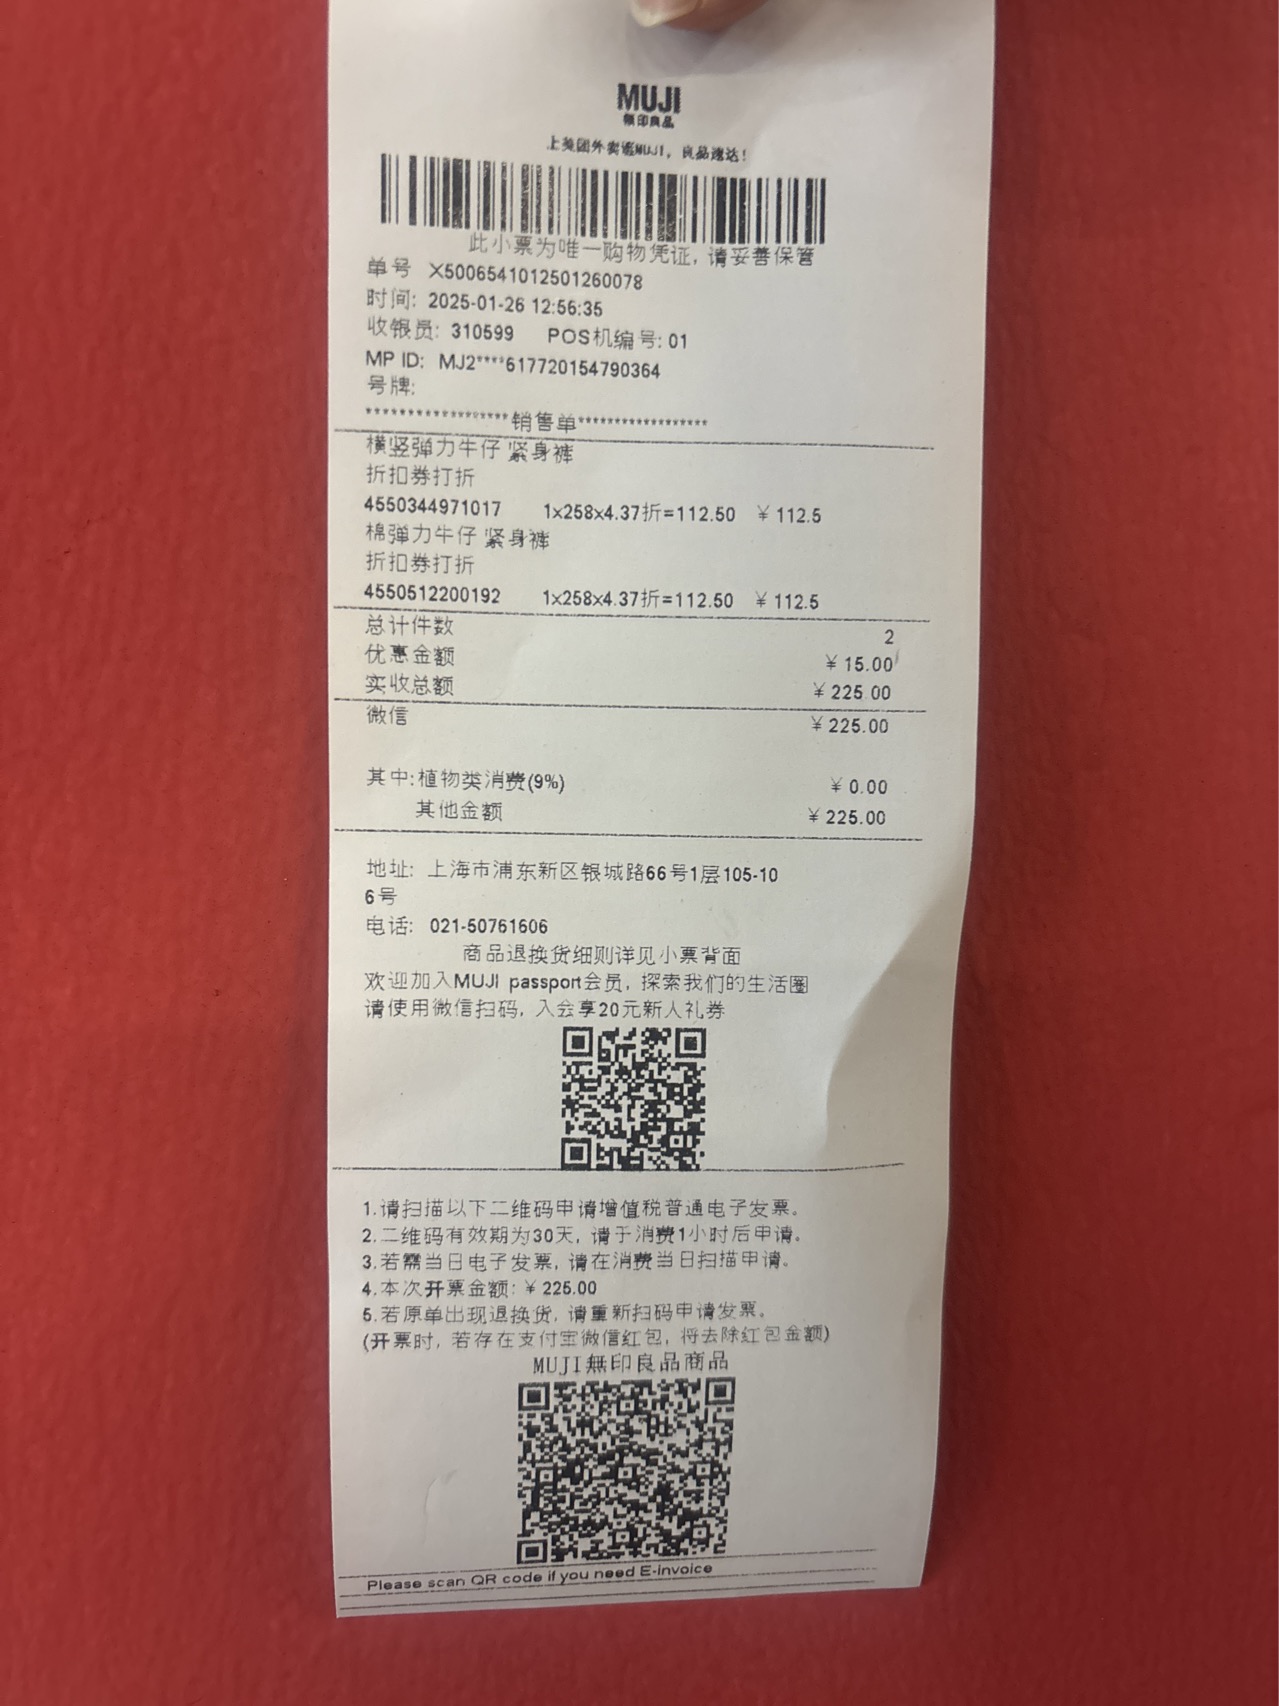 MUJI
無印良品
上美团外卖逛MUJI，良品速达！
此小票为唯一购物凭证, 请妥善保管
单号 X5006541012501260078
时间: 2025-01-26 12:56:35
收银员: 310599 POS机编号: 01
MP ID: MJ2****617720154790364
号牌:
******************销售单******************
横竖弹力牛仔 紧身裤
折扣券打折
4550344971017 1x258x4.37折=112.50 ￥112.5
棉弹力牛仔 紧身裤
折扣券打折
4550512200192 1x258x4.37折=112.50 ￥112.5
总计件数 2
优惠金额 ￥15.00
实收总额 ￥225.00
微信 ￥225.00
其中:植物类消费(9%) ￥0.00
其他金额 ￥225.00
地址: 上海市浦东新区银城路66号1层105-10
6号
电话: 021-50761606
商品退换货细则详见小票背面
欢迎加入MUJI passport会员, 探索我们的生活圈
请使用微信扫码, 入会享20元新人礼券
1.请扫描以下二维码申请增值税普通电子发票。
2.二维码有效期为30天, 请于消费1小时后申请。
3.若需当日电子发票, 请在消费当日扫描申请。
4.本次开票金额: ￥225.00
5.若原单出现退换货, 请重新扫码申请发票。
(开票时, 若存在支付宝微信红包, 将去除红包金额)
MUJI無印良品商品
Please scan QR code if you need E-invoice